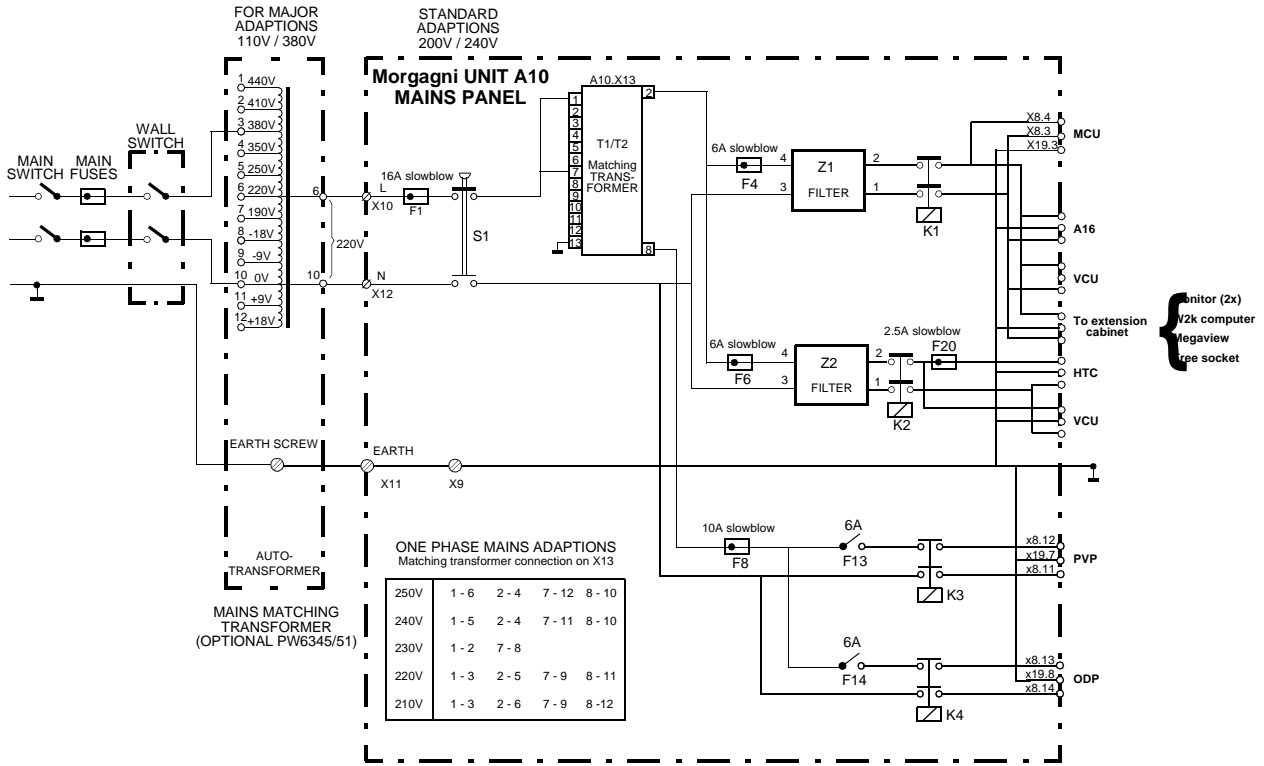 FOR MAJOR
ADAPTIONS
110V / 380V
STANDARD
ADAPTIONS
200V / 240V
Morgagni UNIT A10
MAINS PANEL
WALL
SWITCH
MAIN
SWITCH
MAIN
FUSES
1 440V
2 410V
3 380V
4 350V
5 250V
6 220V
7 190V
8 -18V
9 -9V
10 0V
11 +9V
12 +18V
6
10
220V
L
X10
16A slowblow
F1
S1
N
X12
A10.X13
1
2
3
4
5
6
7
8
9
10
11
12
13
2
8
T1/T2
Matching
TRANS-
FORMER
6A slowblow
F4
4
3
Z1
FILTER
2
1
K1
6A slowblow
F6
4
3
Z2
FILTER
2
1
K2
2.5A slowblow
F20
X8.4
X8.3
X19.3
MCU
A16
VCU
To extension
cabinet
{
onitor (2x)
W2k computer
Megaview
Free socket
HTC
VCU
EARTH SCREW
EARTH
X11
X9
AUTO-
TRANSFORMER
MAINS MATCHING
TRANSFORMER
(OPTIONAL PW6345/51)
ONE PHASE MAINS ADAPTIONS
Matching transformer connection on X13
250V 1 - 6 2 - 4 7 - 12 8 - 10
240V 1 - 5 2 - 4 7 - 11 8 - 10
230V 1 - 2 7 - 8
220V 1 - 3 2 - 5 7 - 9 8 - 11
210V 1 - 3 2 - 6 7 - 9 8 -12
10A slowblow
F8
6A
F13
K3
x8.12
x19.7
x8.11
PVP
6A
F14
K4
x8.13
x19.8
x8.14
ODP